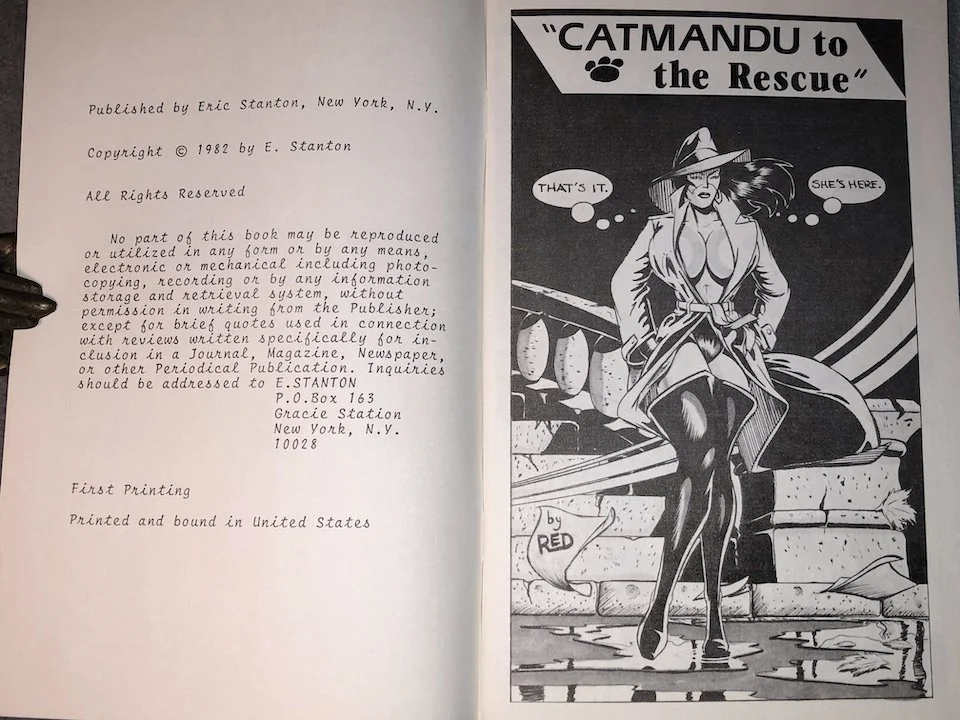 Published by Eric Stanton, New York, N.Y.
Copyright © 1982 by E. Stanton
All Rights Reserved
No part of this book may be reproduced
or utilized in any form or by any means,
electronic or mechanical including photo-
copying, recording or by any information
storage and retrieval system, without
permission in writing from the Publisher;
except for brief quotes used in connection
with reviews written specifically for in-
clusion in a Journal, Magazine, Newspaper,
or other Periodical Publication. Inquiries
should be addressed to E.STANTON
P.O.Box 163
Gracie Station
New York, N.Y.
10028
First Printing
Printed and bound in United States
"CATMANDU to
the Rescue"
THAT'S IT.
SHE'S HERE.
by
RED